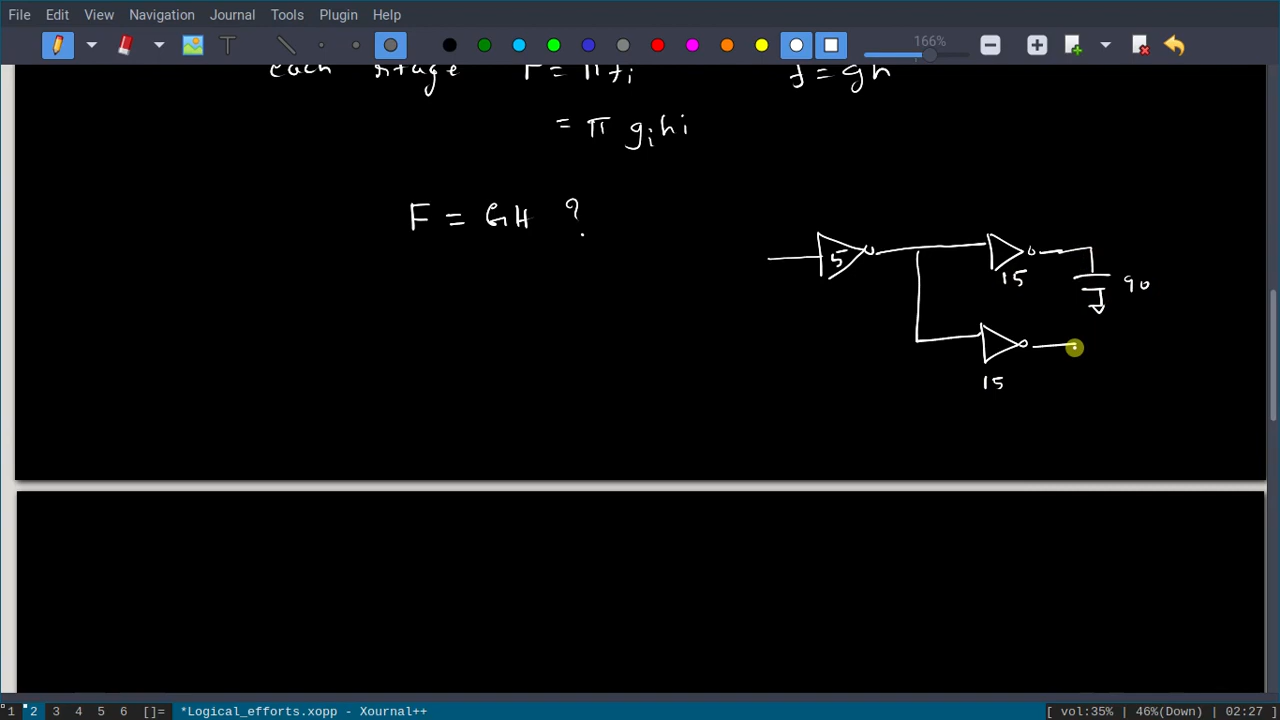 File Edit View Navigation Journal Tools Plugin Help
T 166%
each stage F = π fi f = gh
= π gihi
F = GH ?
5
15
90
15
1 2 3 4 5 6 []= *Logical_efforts.xopp - Xournal++ [ vol:35% | 46%(Down) | 02:27 ]